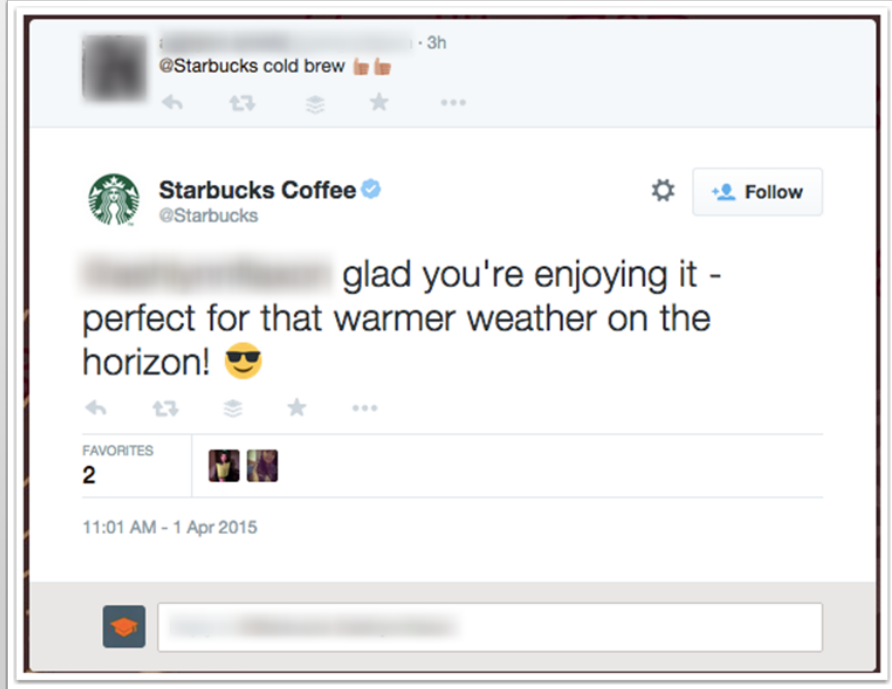 · 3h
@Starbucks cold brew 👍🏽👍🏽
Starbucks Coffee
@Starbucks
Follow
glad you're enjoying it -
perfect for that warmer weather on the
horizon! 😎
FAVORITES
2
11:01 AM - 1 Apr 2015